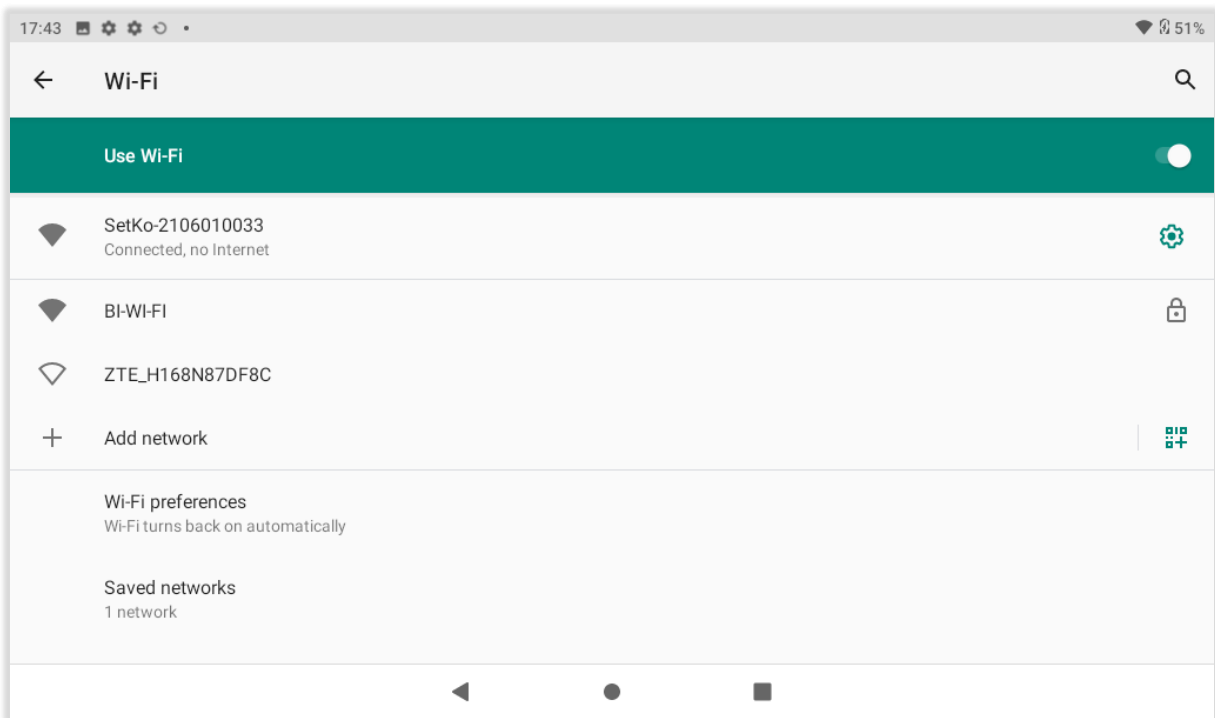 17:43 51%
Wi-Fi
Use Wi-Fi
SetKo-2106010033
Connected, no Internet
BI-WI-FI
ZTE_H168N87DF8C
Add network
Wi-Fi preferences
Wi-Fi turns back on automatically
Saved networks
1 network